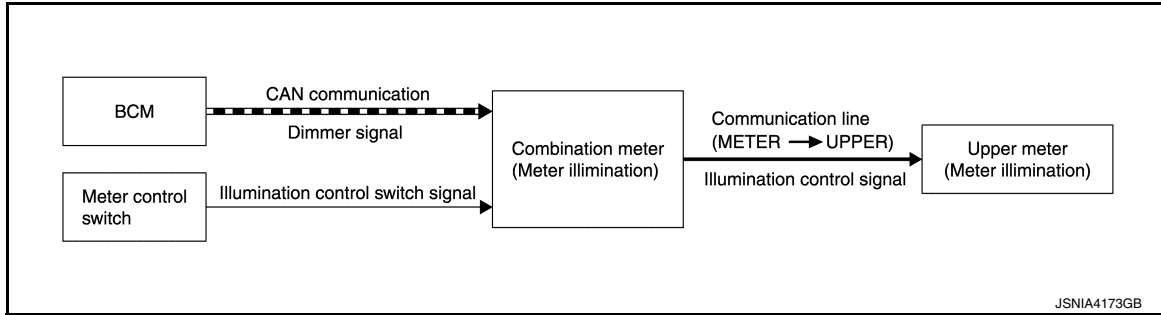 BCM
CAN communication
Dimmer signal
Meter control
switch
Illumination control switch signal
Combination meter
(Meter illimination)
Communication line
(METER → UPPER)
Illumination control signal
Upper meter
(Meter illimination)
JSNIA4173GB